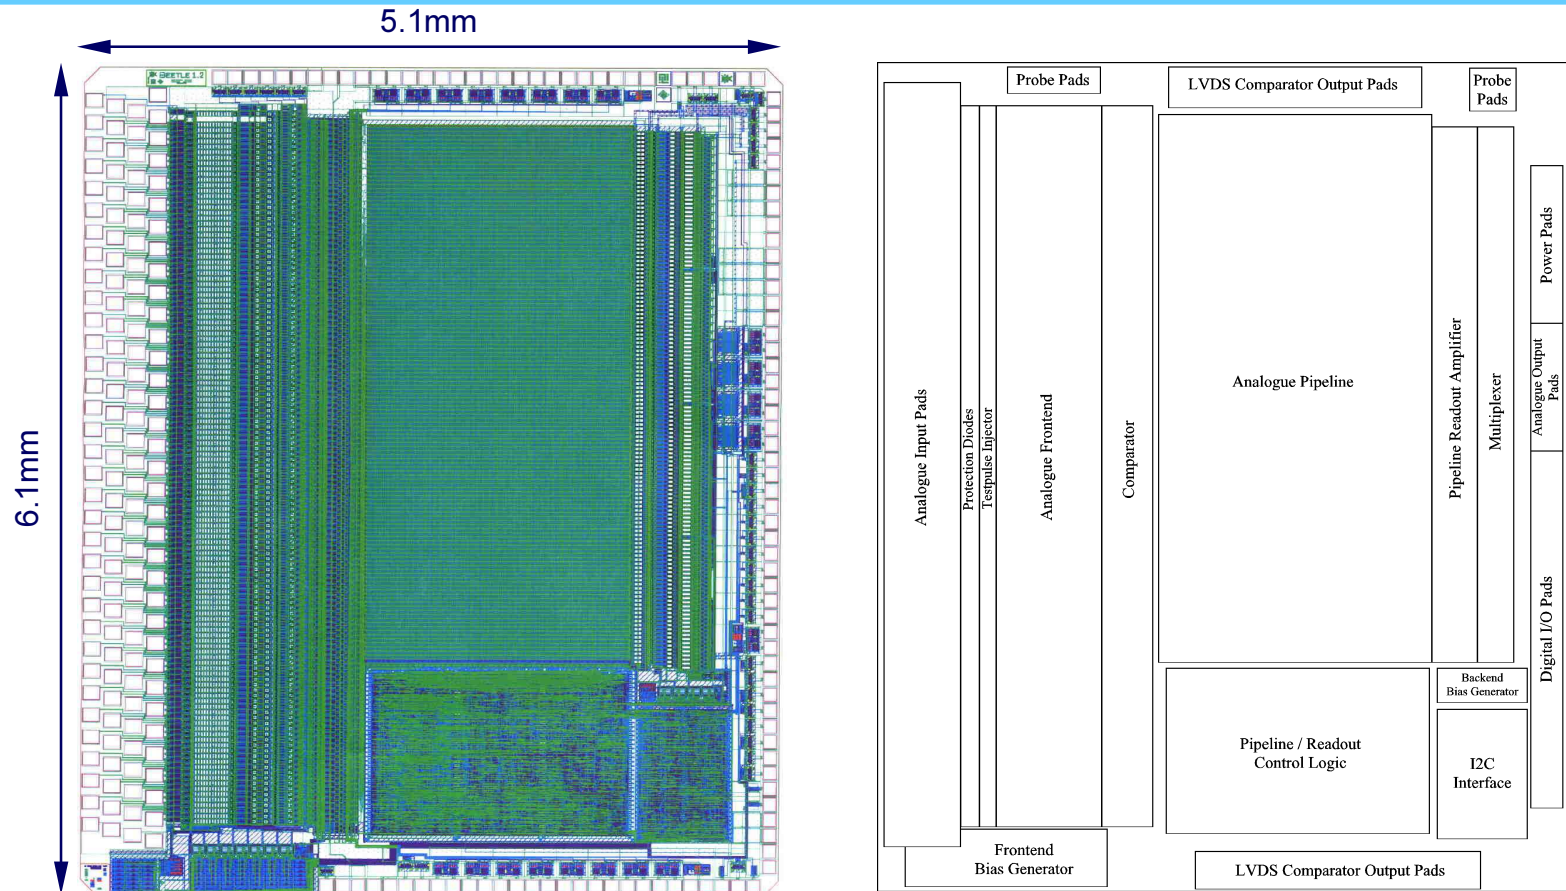 5.1mm
6.1mm
BEETLE 1.2
Probe Pads
LVDS Comparator Output Pads
Probe
Pads
Analogue Input Pads
Protection Diodes
Testpulse Injector
Analogue Frontend
Comparator
Analogue Pipeline
Pipeline Readout Amplifier
Multiplexer
Power Pads
Analogue Output
Pads
Digital I/O Pads
Backend
Bias Generator
Pipeline / Readout
Control Logic
I2C
Interface
Frontend
Bias Generator
LVDS Comparator Output Pads